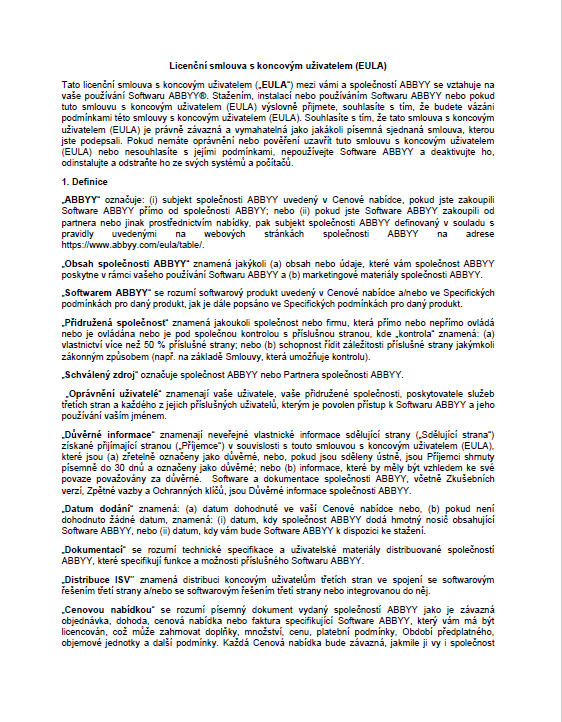 Licenční smlouva s koncovým uživatelem (EULA)
Tato licenční smlouva s koncovým uživatelem („EULA“) mezi vámi a společností ABBYY se vztahuje na
vaše používání Softwaru ABBYY®. Stažením, instalací nebo používáním Softwaru ABBYY nebo pokud
tuto smlouvu s koncovým uživatelem (EULA) výslovně přijmete, souhlasíte s tím, že budete vázáni
podmínkami této smlouvy s koncovým uživatelem (EULA). Souhlasíte s tím, že tato smlouva s koncovým
uživatelem (EULA) je právně závazná a vymahatelná jako jakákoli písemná sjednaná smlouva, kterou
jste podepsali. Pokud nemáte oprávnění nebo pověření uzavřít tuto smlouvu s koncovým uživatelem
(EULA) nebo nesouhlasíte s jejími podmínkami, nepoužívejte Software ABBYY a deaktivujte ho,
odinstalujte a odstraňte ho ze svých systémů a počítačů.
1. Definice
„ABBYY“ označuje: (i) subjekt společnosti ABBYY uvedený v Cenové nabídce, pokud jste zakoupili
Software ABBYY přímo od společnosti ABBYY; nebo (ii) pokud jste Software ABBYY zakoupili od
partnera nebo jinak prostřednictvím nabídky, pak subjekt společnosti ABBYY definovaný v souladu s
pravidly uvedenými na webových stránkách společnosti ABBYY na adrese
https://www.abbyy.com/eula/table/.
„Obsah společnosti ABBYY“ znamená jakýkoli (a) obsah nebo údaje, které vám společnost ABBYY
poskytne v rámci vašeho používání Softwaru ABBYY a (b) marketingové materiály společnosti ABBYY.
„Softwarem ABBYY“ se rozumí softwarový produkt uvedený v Cenové nabídce a/nebo ve Specifických
podmínkách pro daný produkt, jak je dále popsáno ve Specifických podmínkách pro daný produkt.
„Přidružená společnost“ znamená jakoukoli společnost nebo firmu, která přímo nebo nepřímo ovládá
nebo je ovládána nebo je pod společnou kontrolou s příslušnou stranou, kde „kontrola“ znamená: (a)
vlastnictví více než 50 % příslušné strany; nebo (b) schopnost řídit záležitosti příslušné strany jakýmkoli
zákonným způsobem (např. na základě Smlouvy, která umožňuje kontrolu).
„Schválený zdroj“ označuje společnost ABBYY nebo Partnera společnosti ABBYY.
„Oprávnění uživatelé“ znamenají vaše uživatele, vaše přidružené společnosti, poskytovatele služeb
třetích stran a každého z jejich příslušných uživatelů, kterým je povolen přístup k Softwaru ABBYY a jeho
používání vaším jménem.
„Důvěrné informace“ znamenají neveřejné vlastnické informace sdělující strany („Sdělující strana“)
získané přijímající stranou („Příjemce“) v souvislosti s touto smlouvou s koncovým uživatelem (EULA),
které jsou (a) zřetelně označeny jako důvěrné, nebo, pokud jsou sděleny ústně, jsou Příjemci shrnuty
písemně do 30 dnů a označeny jako důvěrné; nebo (b) informace, které by měly být vzhledem ke své
povaze považovány za důvěrné.  Software a dokumentace společnosti ABBYY, včetně Zkušebních
verzí, Zpětné vazby a Ochranných klíčů, jsou Důvěrné informace společnosti ABBYY.
„Datum dodání“ znamená: (a) datum dohodnuté ve vaší Cenové nabídce nebo, (b) pokud není
dohodnuto žádné datum, znamená: (i) datum, kdy společnost ABBYY dodá hmotný nosič obsahující
Software ABBYY, nebo (ii) datum, kdy vám bude Software ABBYY k dispozici ke stažení.
„Dokumentací“ se rozumí technické specifikace a uživatelské materiály distribuované společností
ABBYY, které specifikují funkce a možnosti příslušného Softwaru ABBYY.
„Distribuce ISV“ znamená distribuci koncovým uživatelům třetích stran ve spojení se softwarovým
řešením třetí strany a/nebo se softwarovým řešením třetí strany nebo integrovanou do něj.
„Cenovou nabídkou“ se rozumí písemný dokument vydaný společností ABBYY jako je závazná
objednávka, dohoda, cenová nabídka nebo faktura specifikující Software ABBYY, který vám má být
licencován, což může zahrnovat doplňky, množství, cenu, platební podmínky, Období předplatného,
objemové jednotky a další podmínky. Každá Cenová nabídka bude závazná, jakmile ji vy i společnost